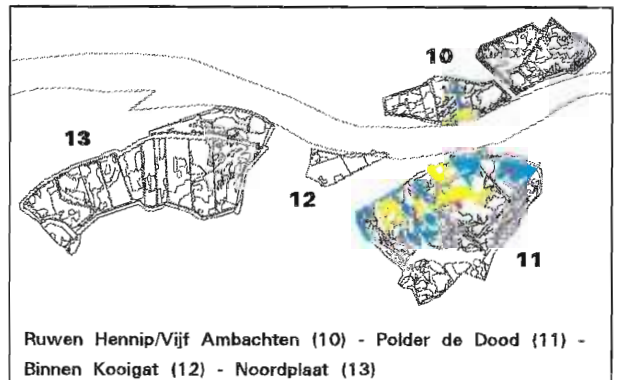 10
13
12
11
Ruwen Hennip/Vijf Ambachten (10) - Polder de Dood (11) -
Binnen Kooigat (12) - Noordplaat (13)